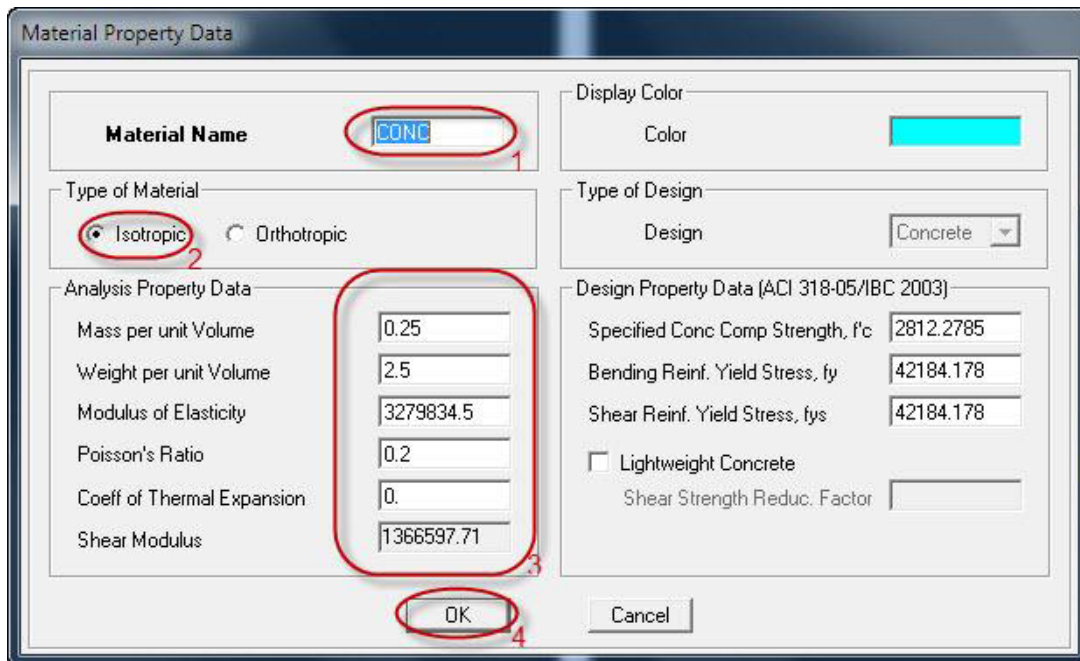 Material Property Data
Material Name
CONC
1
Display Color
Color
Type of Material
Isotropic
Orthotropic
2
Type of Design
Design
Concrete
Analysis Property Data
Mass per unit Volume
0.25
Weight per unit Volume
2.5
Modulus of Elasticity
3279834.5
Poisson's Ratio
0.2
Coeff of Thermal Expansion
0.
Shear Modulus
1366597.71
3
Design Property Data (ACI 318-05/IBC 2003)
Specified Conc Comp Strength, f'c
2812.2785
Bending Reinf. Yield Stress, fy
42184.178
Shear Reinf. Yield Stress, fys
42184.178
Lightweight Concrete
Shear Strength Reduc. Factor
OK
4
Cancel